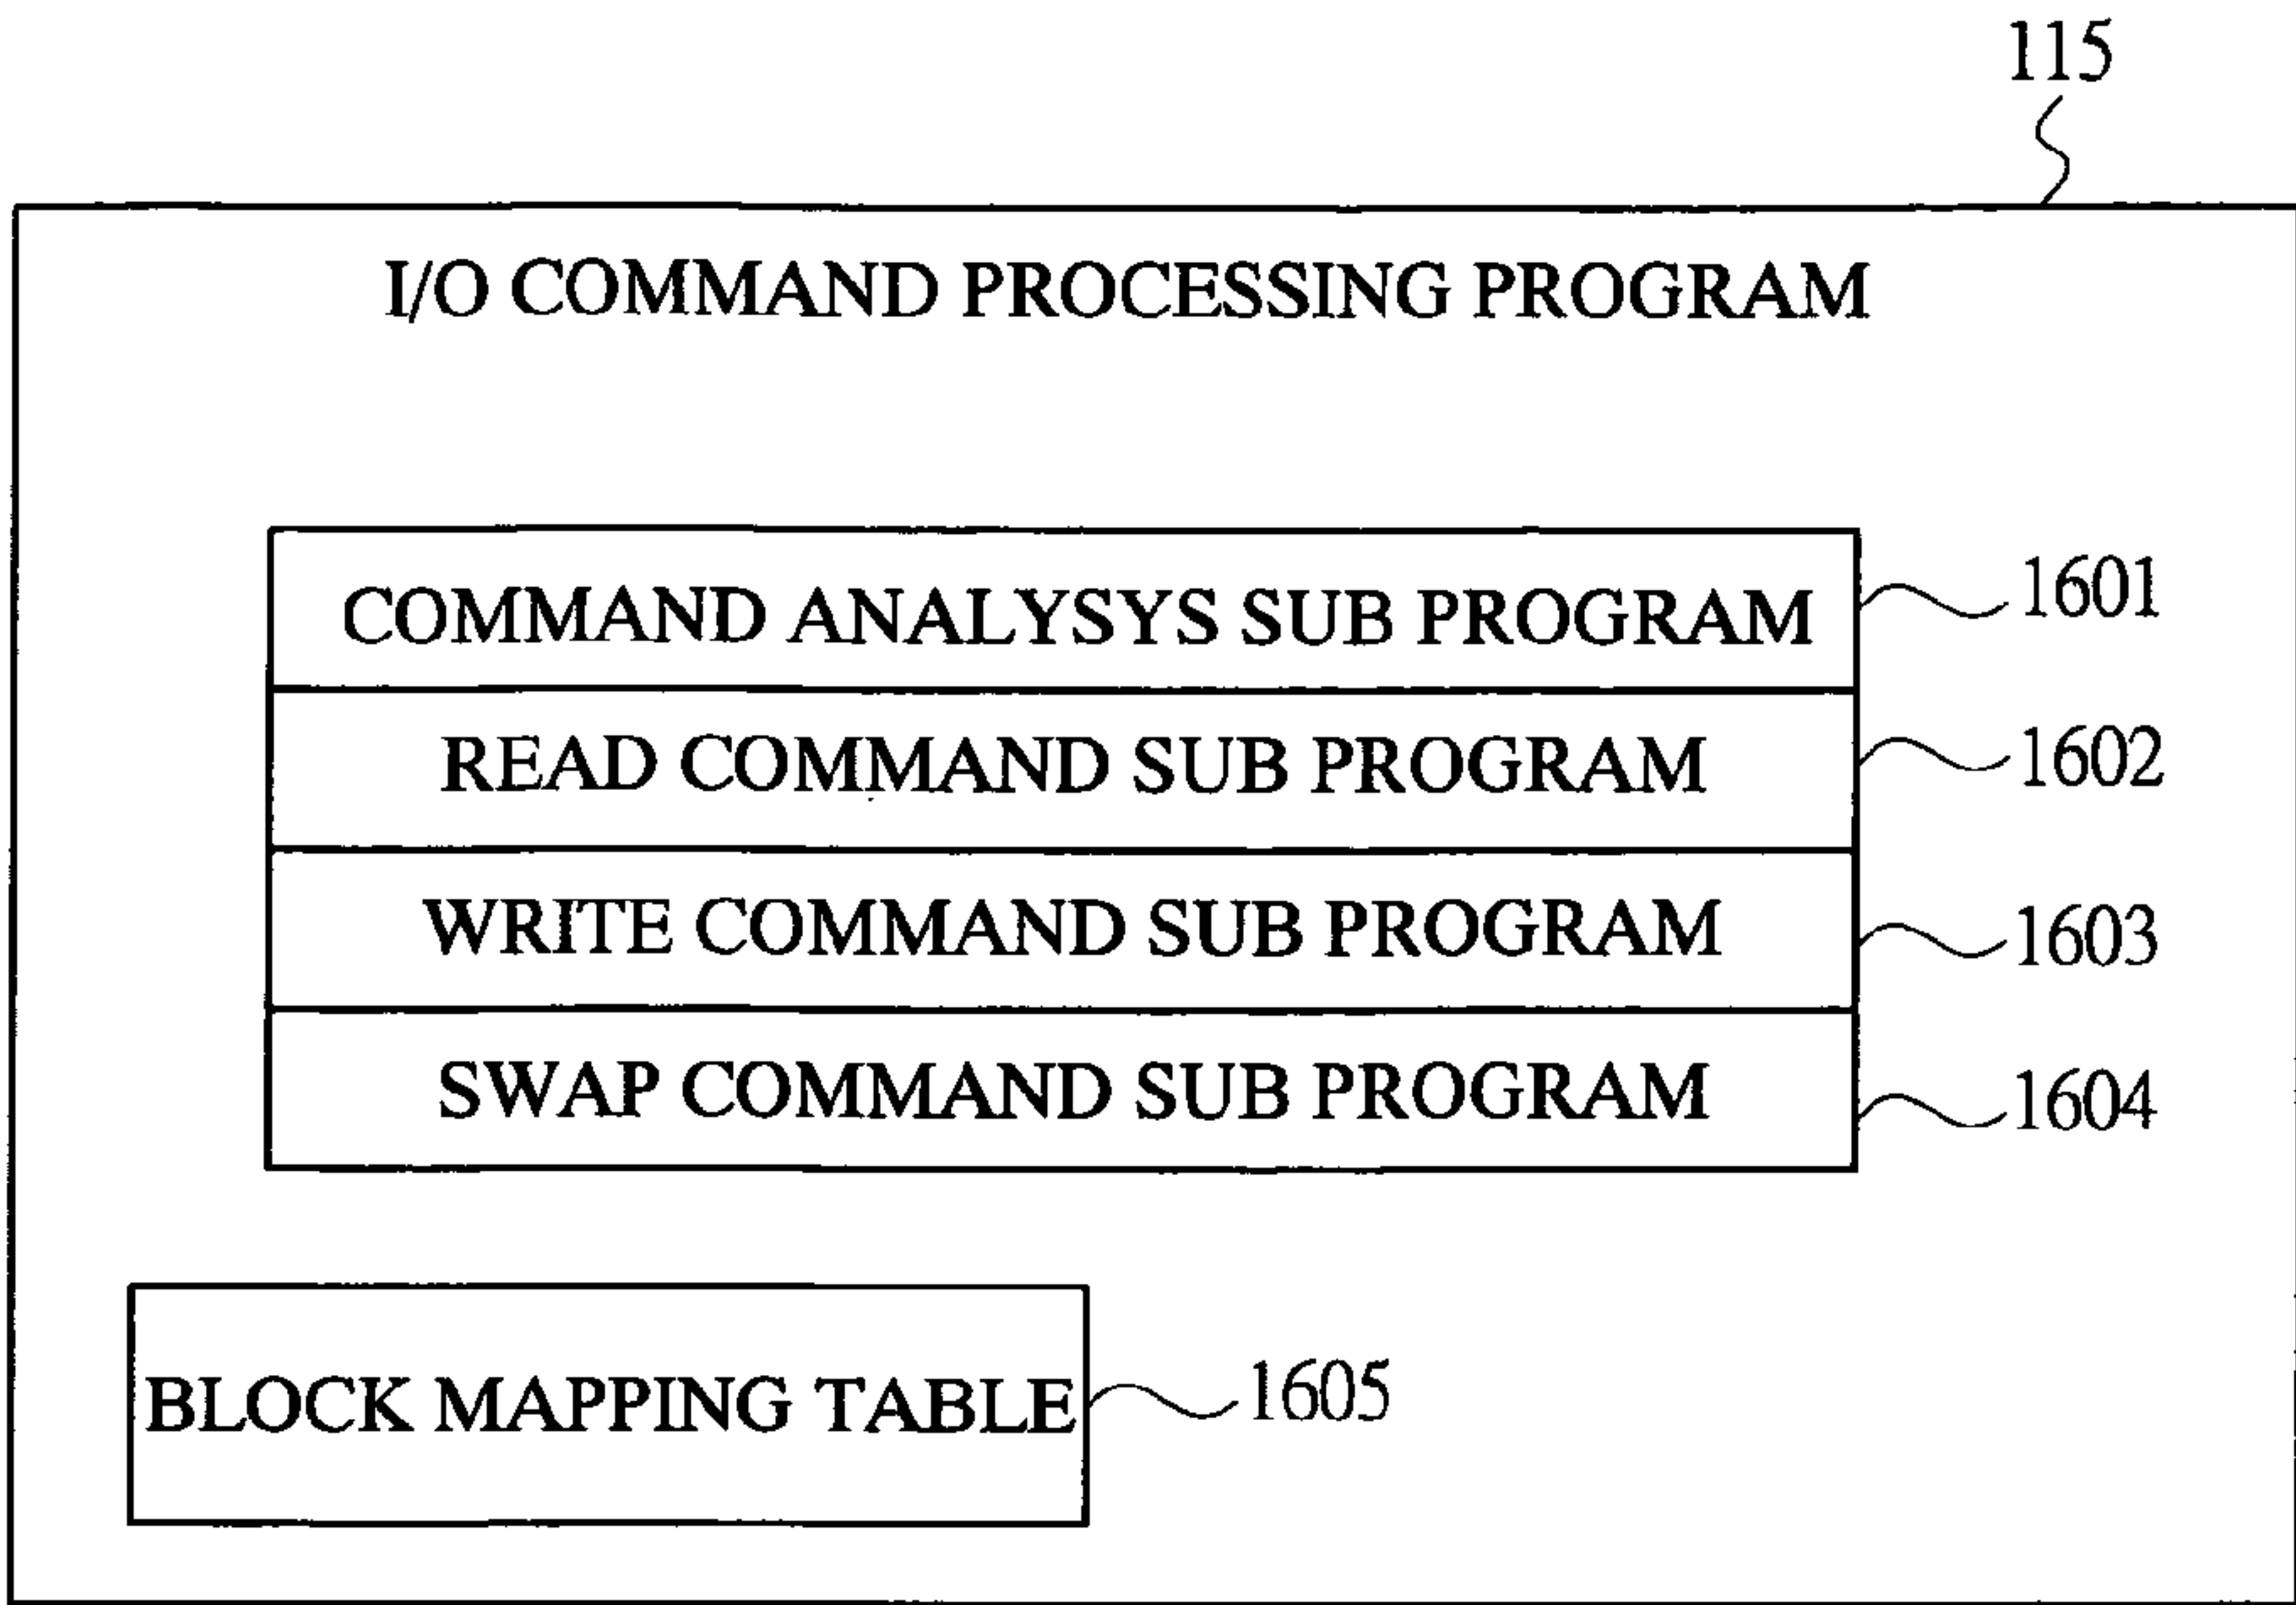 115
I/O COMMAND PROCESSING PROGRAM
COMMAND ANALYSYS SUB PROGRAM
1601
READ COMMAND SUB PROGRAM
1602
WRITE COMMAND SUB PROGRAM
1603
SWAP COMMAND SUB PROGRAM
1604
BLOCK MAPPING TABLE
1605